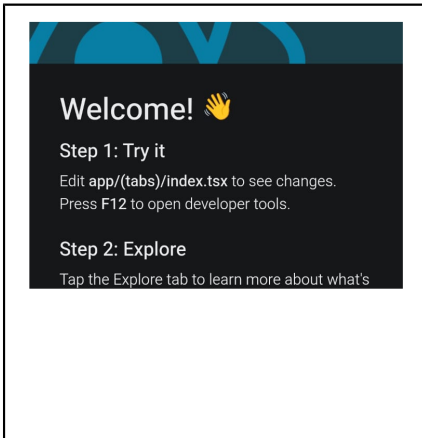 Welcome! 👋
Step 1: Try it
Edit app/(tabs)/index.tsx to see changes.
Press F12 to open developer tools.
Step 2: Explore
Tap the Explore tab to learn more about what's